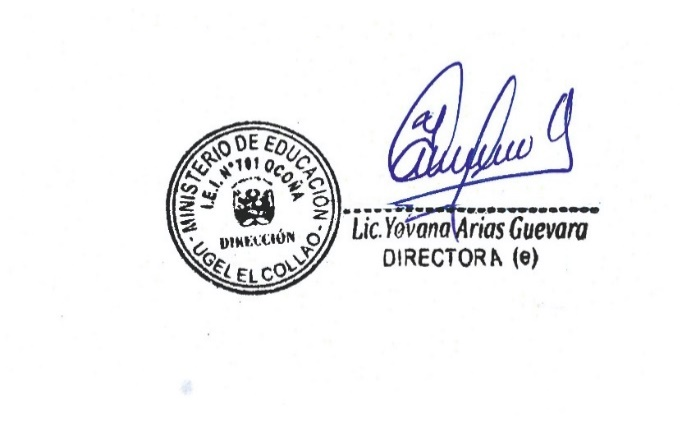 MINISTERIO DE EDUCACIÓN
I.E.I. N° 701 OCOÑA
DIRECCIÓN
- UGEL EL COLLAO -
Lic. Yovana Arias Guevara
DIRECTORA (e)